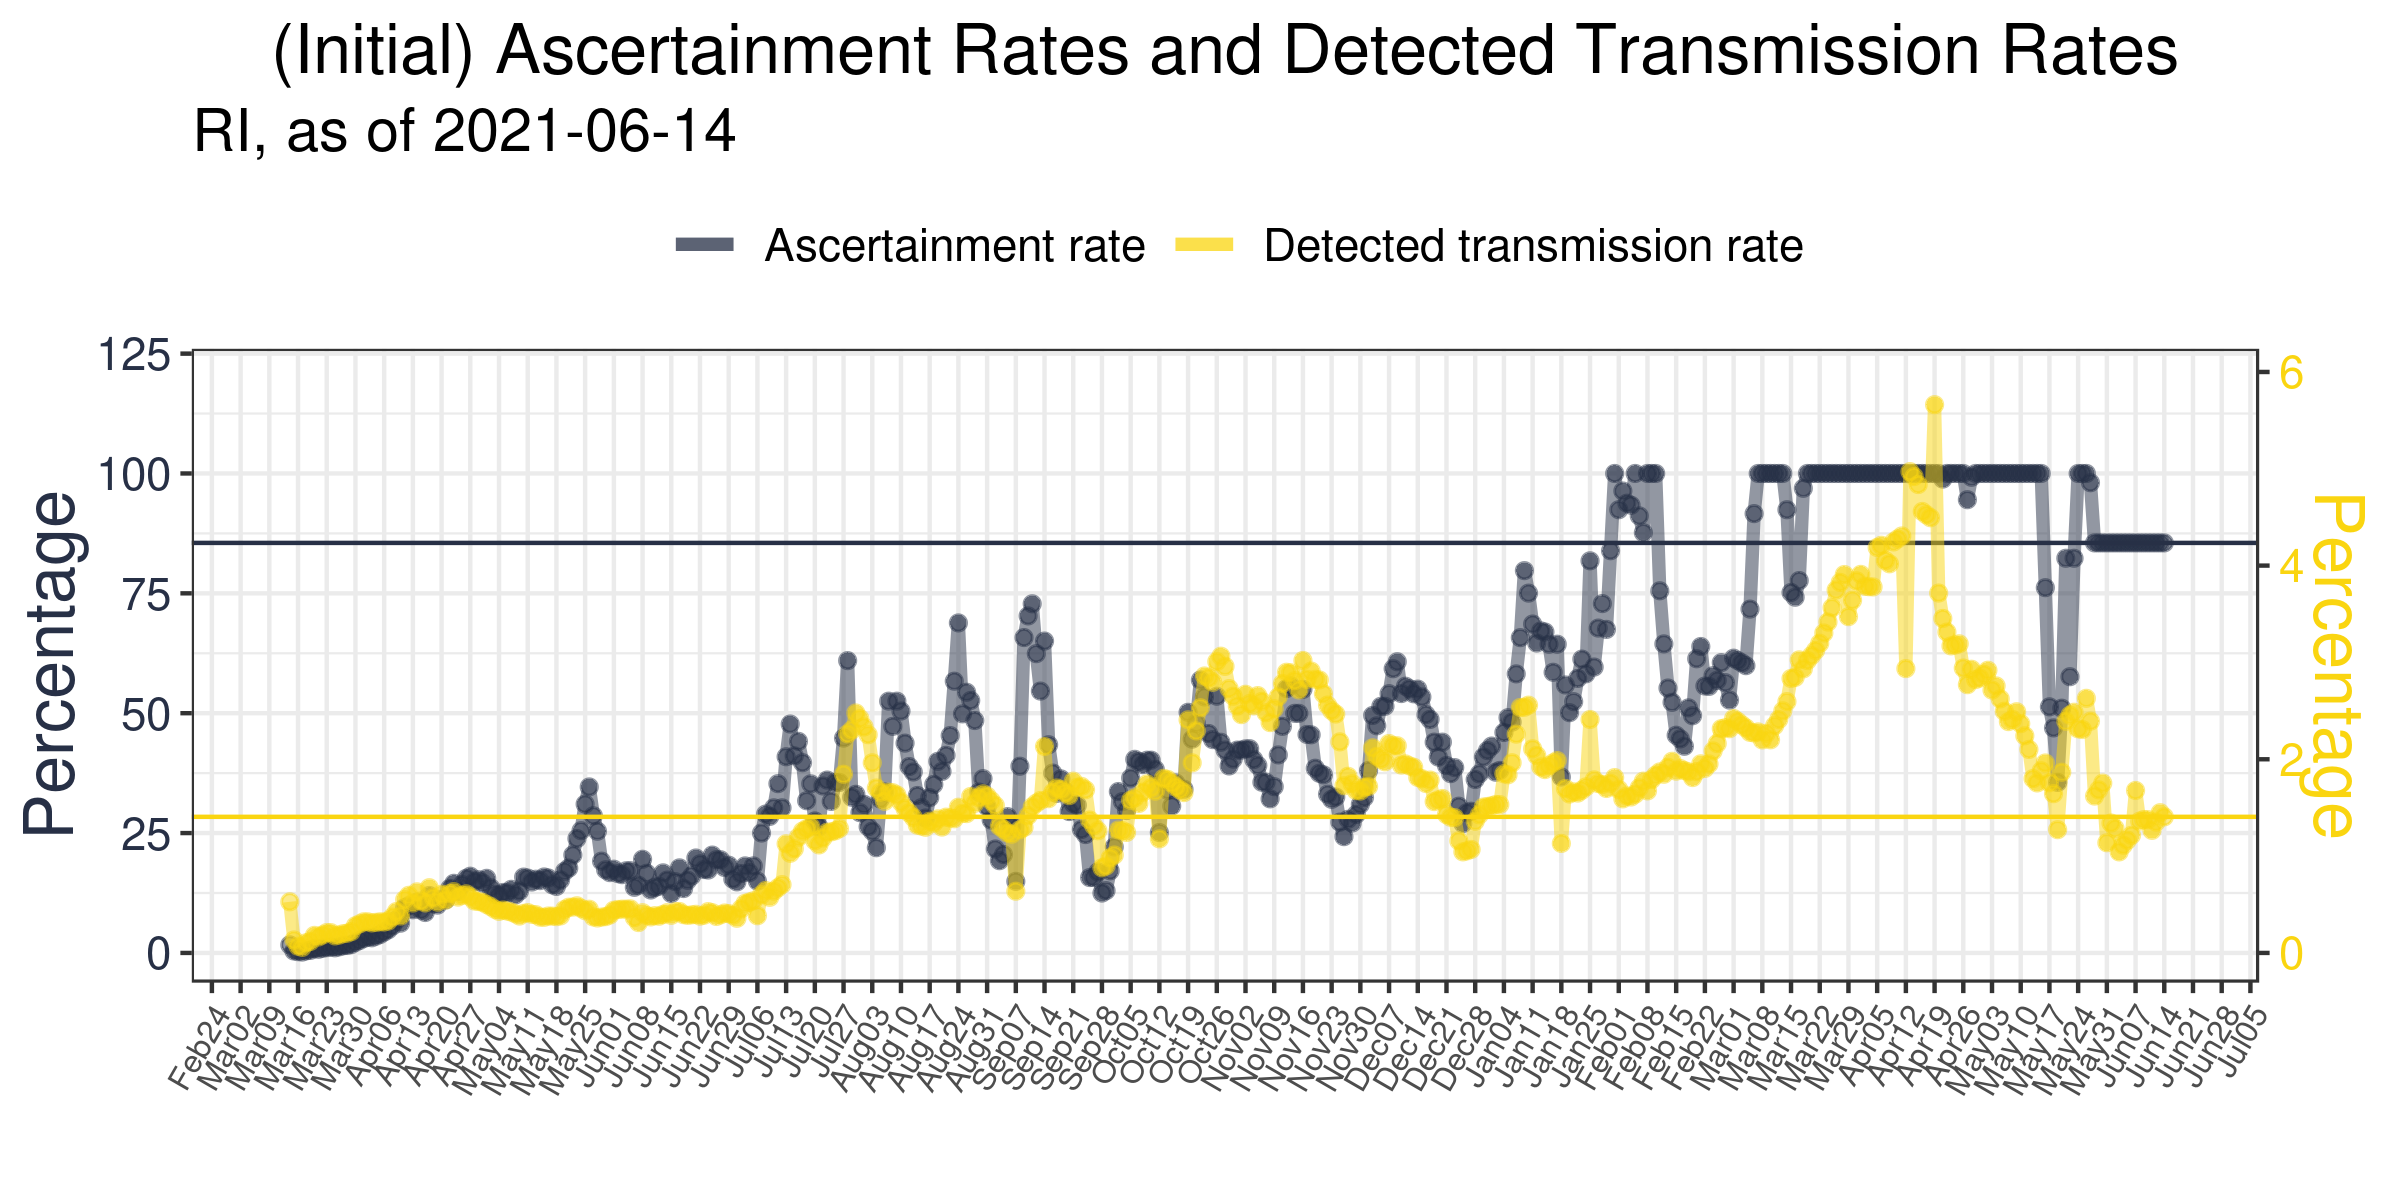 (Initial) Ascertainment Rates and Detected Transmission Rates
RI, as of 2021-06-14
Ascertainment rate Detected transmission rate
125
100
75
50
25
0
Percentage
6
4
2
0
Percentage
Feb24 Mar02 Mar09 Mar16 Mar23 Mar30 Apr06 Apr13 Apr20 Apr27 May04 May11 May18 May25 Jun01 Jun08 Jun15 Jun22 Jun29 Jul06 Jul13 Jul20 Jul27 Aug03 Aug10 Aug17 Aug24 Aug31 Sep07 Sep14 Sep21 Sep28 Oct05 Oct12 Oct19 Oct26 Nov02 Nov09 Nov16 Nov23 Nov30 Dec07 Dec14 Dec21 Dec28 Jan04 Jan11 Jan18 Jan25 Feb01 Feb08 Feb15 Feb22 Mar01 Mar08 Mar15 Mar22 Mar29 Apr05 Apr12 Apr19 Apr26 May03 May10 May17 May24 May31 Jun07 Jun14 Jun21 Jun28 Jul05